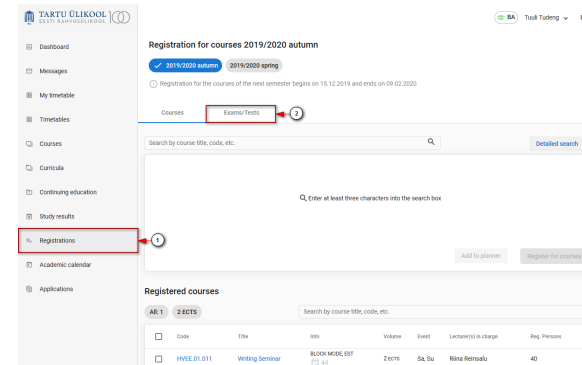 TARTU ÜLIKOOL
EESTI RAHVUSÜLIKOOL
BA Tuuli Tudeng
Dashboard
Messages
My timetable
Timetables
Courses
Curricula
Continuing education
Study results
Registrations
Academic calendar
Applications
1
Registration for courses 2019/2020 autumn
2019/2020 autumn 2019/2020 spring
Registration for the courses of the next semester begins on 15.12.2019 and ends on 09.02.2020
Courses Exams/Tests 2
Search by course title, code, etc. Detailed search
Enter at least three characters into the search box
Add to planner Register for courses
Registered courses
All: 1 2 ECTS Search by course title, code, etc.
Code Title Info Volume Event Lecturer(s) in charge Reg. Persons
HVEE.01.011 Writing Seminar BLOCK MODE, EST 2 ECTS Sa, Su Riina Reinsalu 40
44